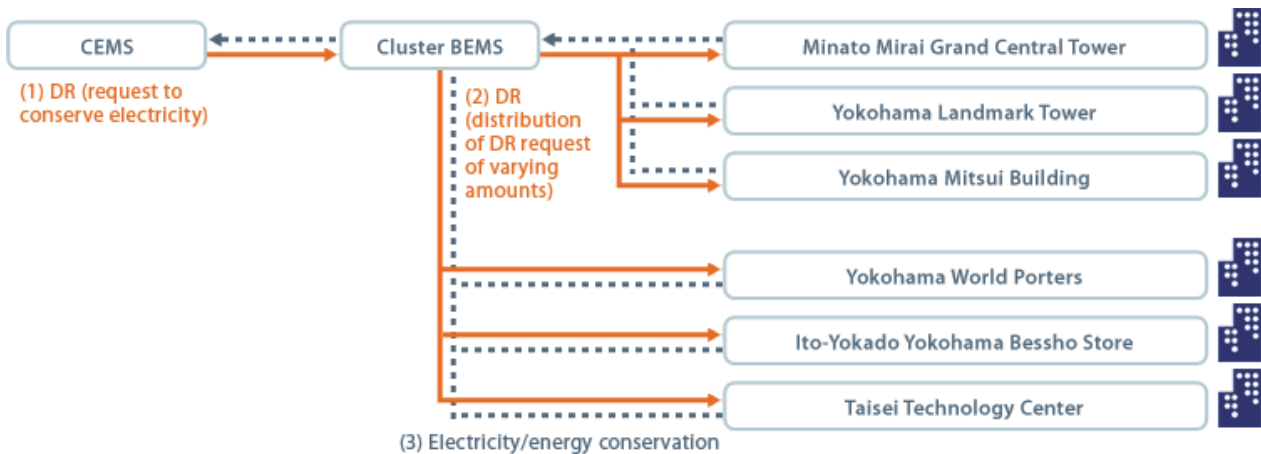 CEMS
Cluster BEMS
Minato Mirai Grand Central Tower
(1) DR (request to
conserve electricity)
(2) DR
(distribution
of DR request
of varying
amounts)
Yokohama Landmark Tower
Yokohama Mitsui Building
Yokohama World Porters
Ito-Yokado Yokohama Bessho Store
Taisei Technology Center
(3) Electricity/energy conservation